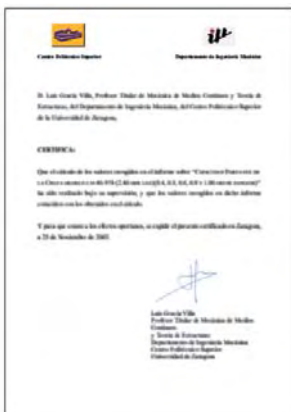 Centro Politécnico Superior
Departamento de Ingeniería Mecánica
D. Luis Gracia Villa, Profesor Titular de Mecánica de Medios Continuos y Teoría de
Estructuras, del Departamento de Ingeniería Mecánica, del Centro Politécnico Superior
de la Universidad de Zaragoza,
CERTIFICA:
Que el cálculo de los valores recogidos en el informe sobre
ha sido realizado bajo su supervisión, y que los valores recogidos en dicho informe
coinciden con los obtenidos en el cálculo.
Y para que conste a los efectos oportunos, se expide el presente certificado en Zaragoza,
a 25 de Noviembre de
Luis Gracia Villa
Profesor Titular de Mecánica de Medios
Continuos
y Teoría de Estructuras
Departamento de Ingeniería Mecánica
Centro Politécnico Superior
Universidad de Zaragoza